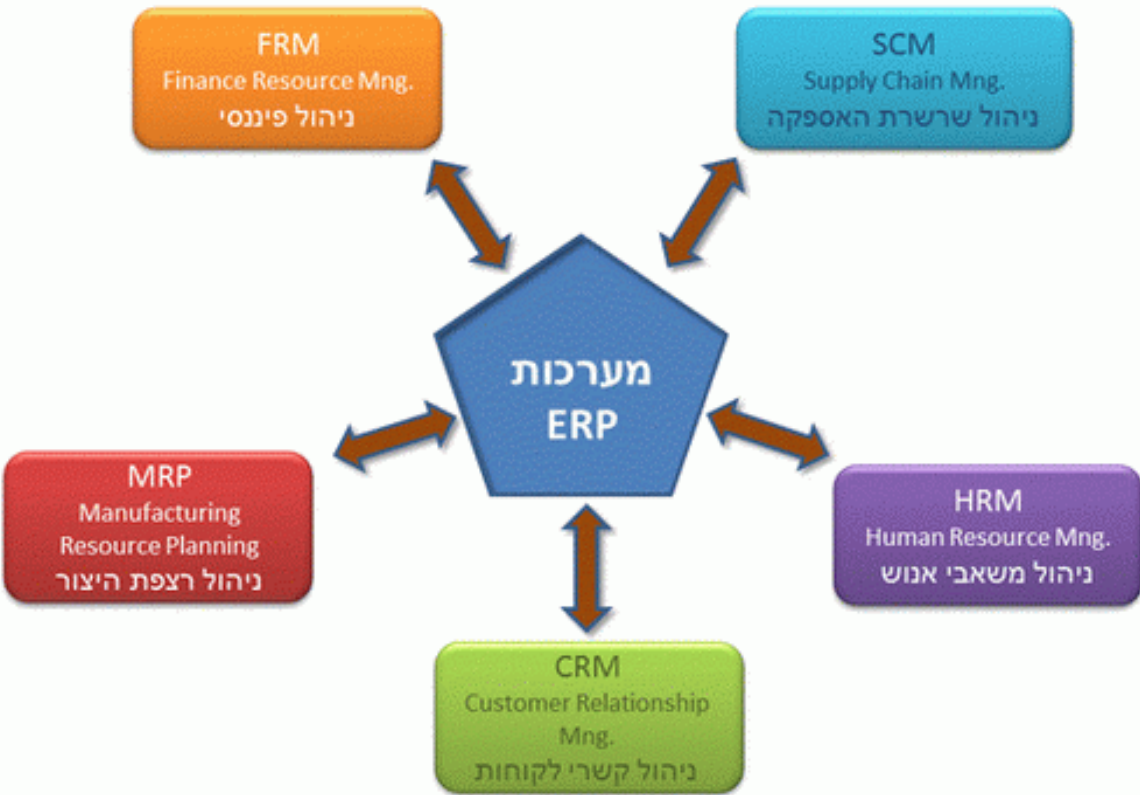 FRM
Finance Resource Mng.
ניהול פיננסי
SCM
Supply Chain Mng.
ניהול שרשרת האספקה
מערכות
ERP
MRP
Manufacturing
Resource Planning
ניהול רצפת היצור
HRM
Human Resource Mng.
ניהול משאבי אנוש
CRM
Customer Relationship
Mng.
ניהול קשרי לקוחות